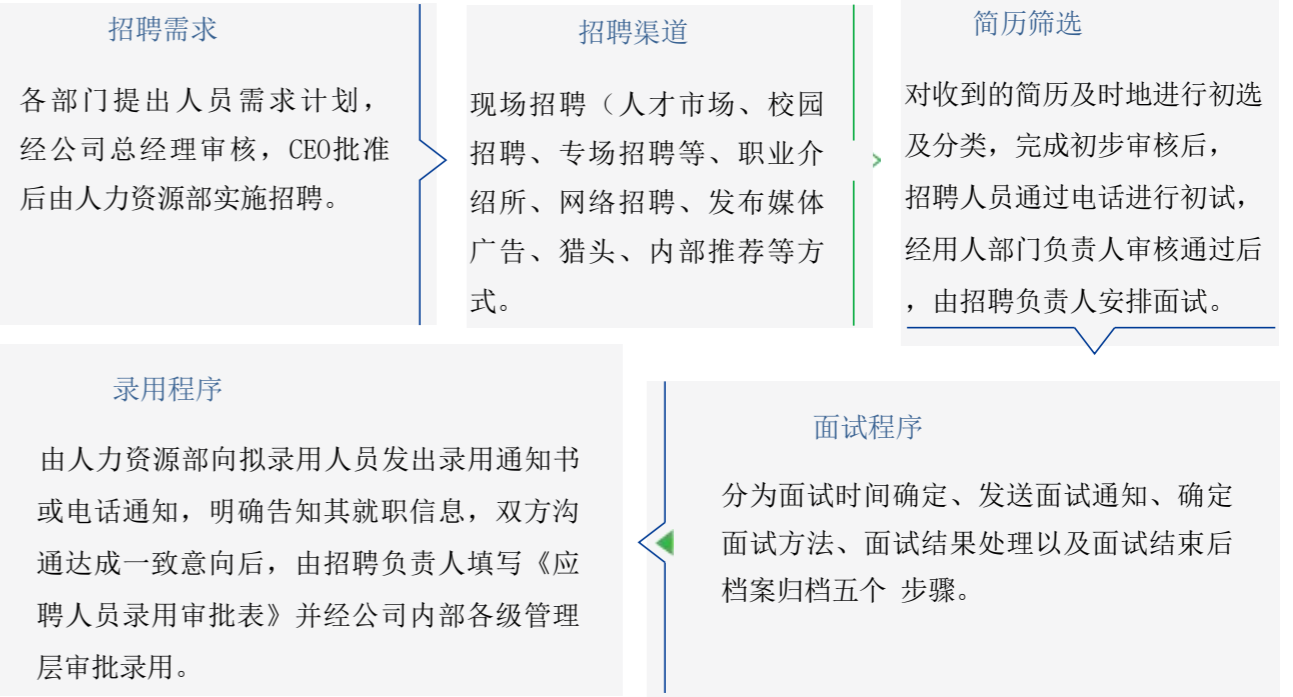 招聘需求
各部门提出人员需求计划，
经公司总经理审核，CEO批准
后由人力资源部实施招聘。
招聘渠道
现场招聘（人才市场、校园
招聘、专场招聘等、职业介
绍所、网络招聘、发布媒体
广告、猎头、内部推荐等方
式。
简历筛选
对收到的简历及时地进行初选
及分类，完成初步审核后，
招聘人员通过电话进行初试，
经用人部门负责人审核通过后
，由招聘负责人安排面试。
面试程序
分为面试时间确定、发送面试通知、确定
面试方法、面试结果处理以及面试结束后
档案归档五个 步骤。
录用程序
由人力资源部向拟录用人员发出录用通知书
或电话通知，明确告知其就职信息，双方沟
通达成一致意向后，由招聘负责人填写《应
聘人员录用审批表》并经公司内部各级管理
层审批录用。